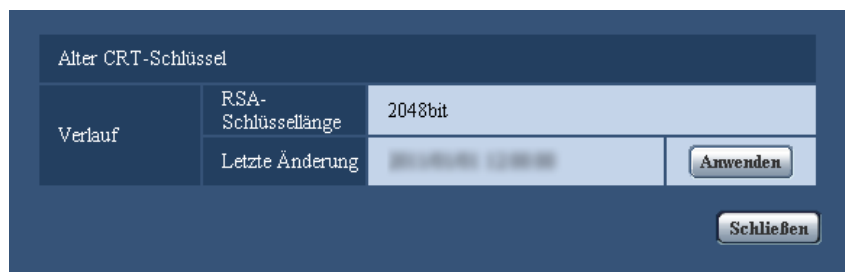 Alter CRT-Schlüssel
Verlauf
RSA-
Schlüssellänge
2048bit
Letzte Änderung
Anwenden
Schließen